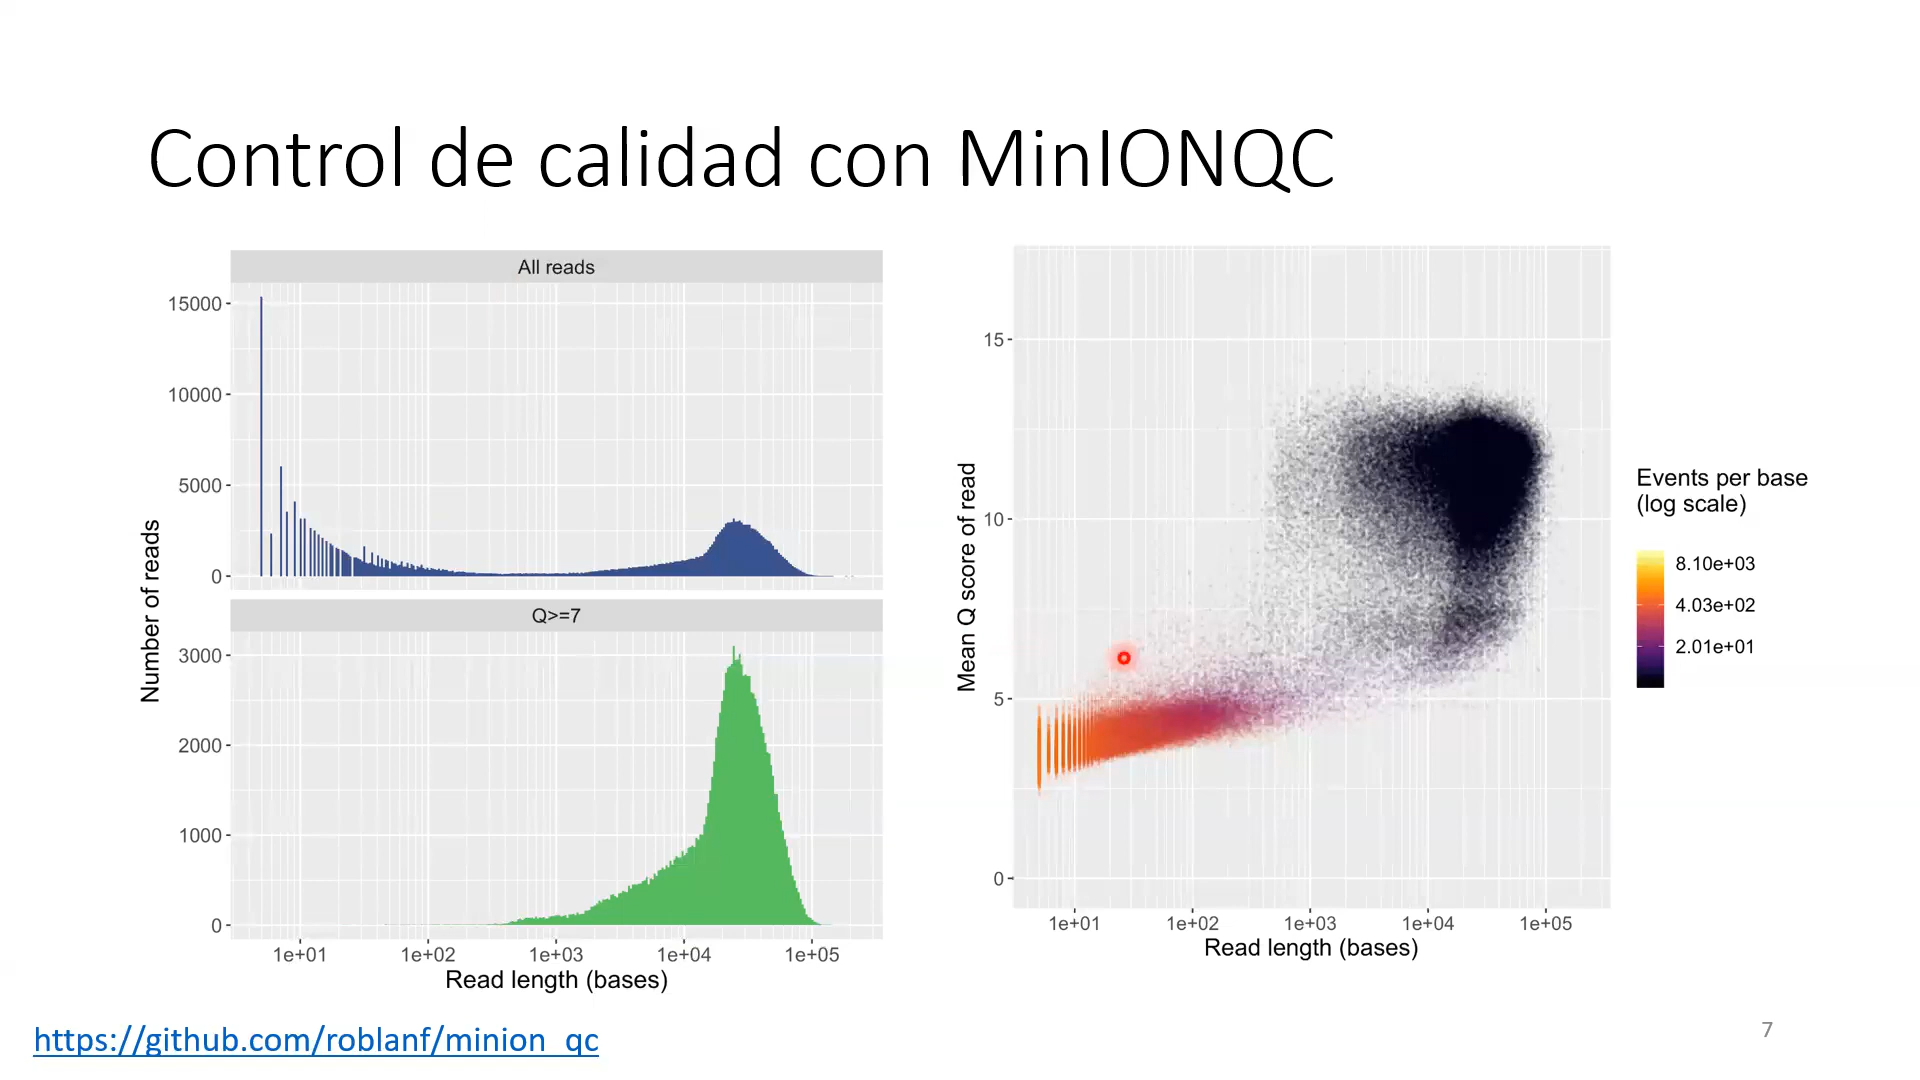 Control de calidad con MinIONQC
All reads
15000
10000
5000
0
Q>=7
3000
2000
1000
0
Number of reads
1e+01 1e+02 1e+03 1e+04 1e+05
Read length (bases)
15
10
5
0
Mean Q score of read
1e+01 1e+02 1e+03 1e+04 1e+05
Read length (bases)
Events per base
(log scale)
8.10e+03
4.03e+02
2.01e+01
https://github.com/roblanf/minion_qc
7